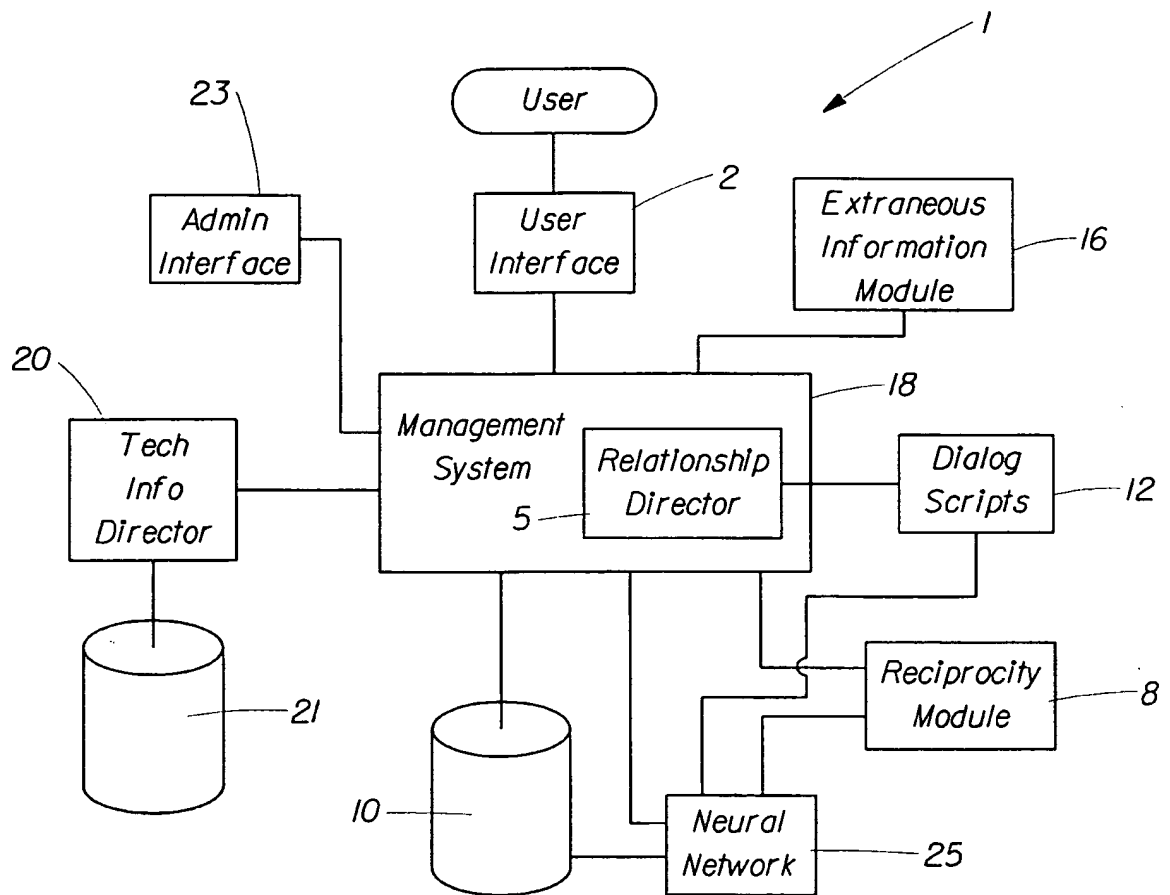 1
User
23
Admin
Interface
2
User
Interface
Extraneous
Information
Module
16
20
Tech
Info
Director
Management
System
18
Relationship
Director
5
Dialog
Scripts
12
21
10
Reciprocity
Module
8
Neural
Network
25